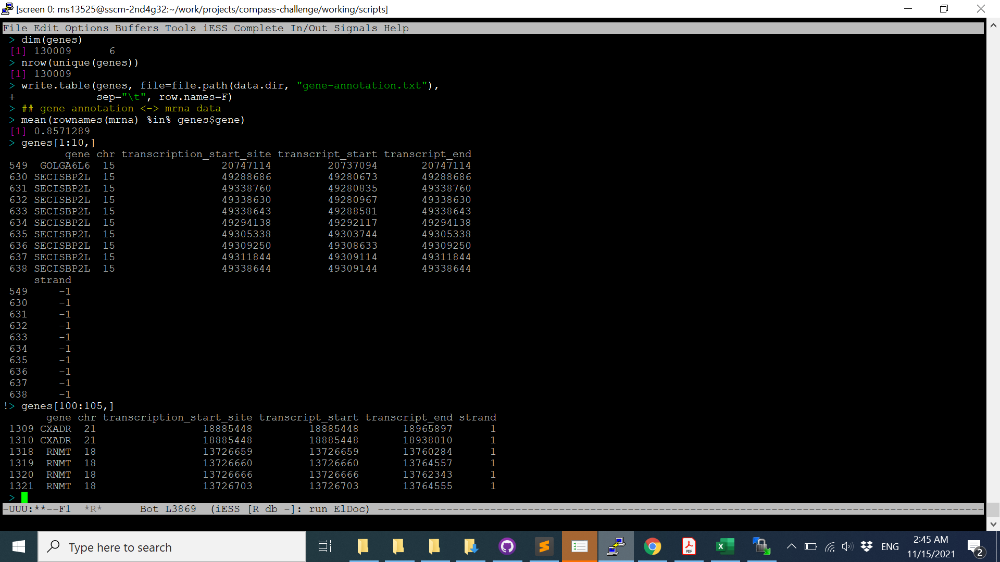 [screen 0: ms13525@sscm-2nd4g32:~/work/projects/compass-challenge/working/scripts]
File Edit Options Buffers Tools iESS Complete In/Out Signals Help
> dim(genes)
[1] 130009      6
> nrow(unique(genes))
[1] 130009
> write.table(genes, file=file.path(data.dir, "gene-annotation.txt"),
+             sep="\t", row.names=F)
> ## gene annotation <-> mrna data
> mean(rownames(mrna) %in% genes$gene)
[1] 0.8571289
> genes[1:10,]
         gene chr transcription_start_site transcript_start transcript_end
549  GOLGA6L6  15                 20747114         20737094       20747114
630 SECISBP2L  15                 49288686         49280673       49288686
631 SECISBP2L  15                 49338760         49280835       49338760
632 SECISBP2L  15                 49338630         49280967       49338630
633 SECISBP2L  15                 49338643         49288581       49338643
634 SECISBP2L  15                 49294138         49292117       49294138
635 SECISBP2L  15                 49305338         49303744       49305338
636 SECISBP2L  15                 49309250         49308633       49309250
637 SECISBP2L  15                 49311844         49309114       49311844
638 SECISBP2L  15                 49338644         49309144       49338644
    strand
549     -1
630     -1
631     -1
632     -1
633     -1
634     -1
635     -1
636     -1
637     -1
638     -1
!> genes[100:105,]
      gene chr transcription_start_site transcript_start transcript_end strand
1309 CXADR  21                 18885448         18885448       18965897      1
1310 CXADR  21                 18885448         18885448       18938010      1
1318  RNMT  18                 13726659         13726659       13760284      1
1319  RNMT  18                 13726660         13726660       13764557      1
1320  RNMT  18                 13726666         13726666       13762343      1
1321  RNMT  18                 13726703         13726703       13764555      1
>
-UUU:**--F1  *R*      Bot L3869  (iESS [R db -]: run ElDoc) --------------------------------------------------
Type here to search
PDF
X
ENG
2:45 AM
11/15/2021
2